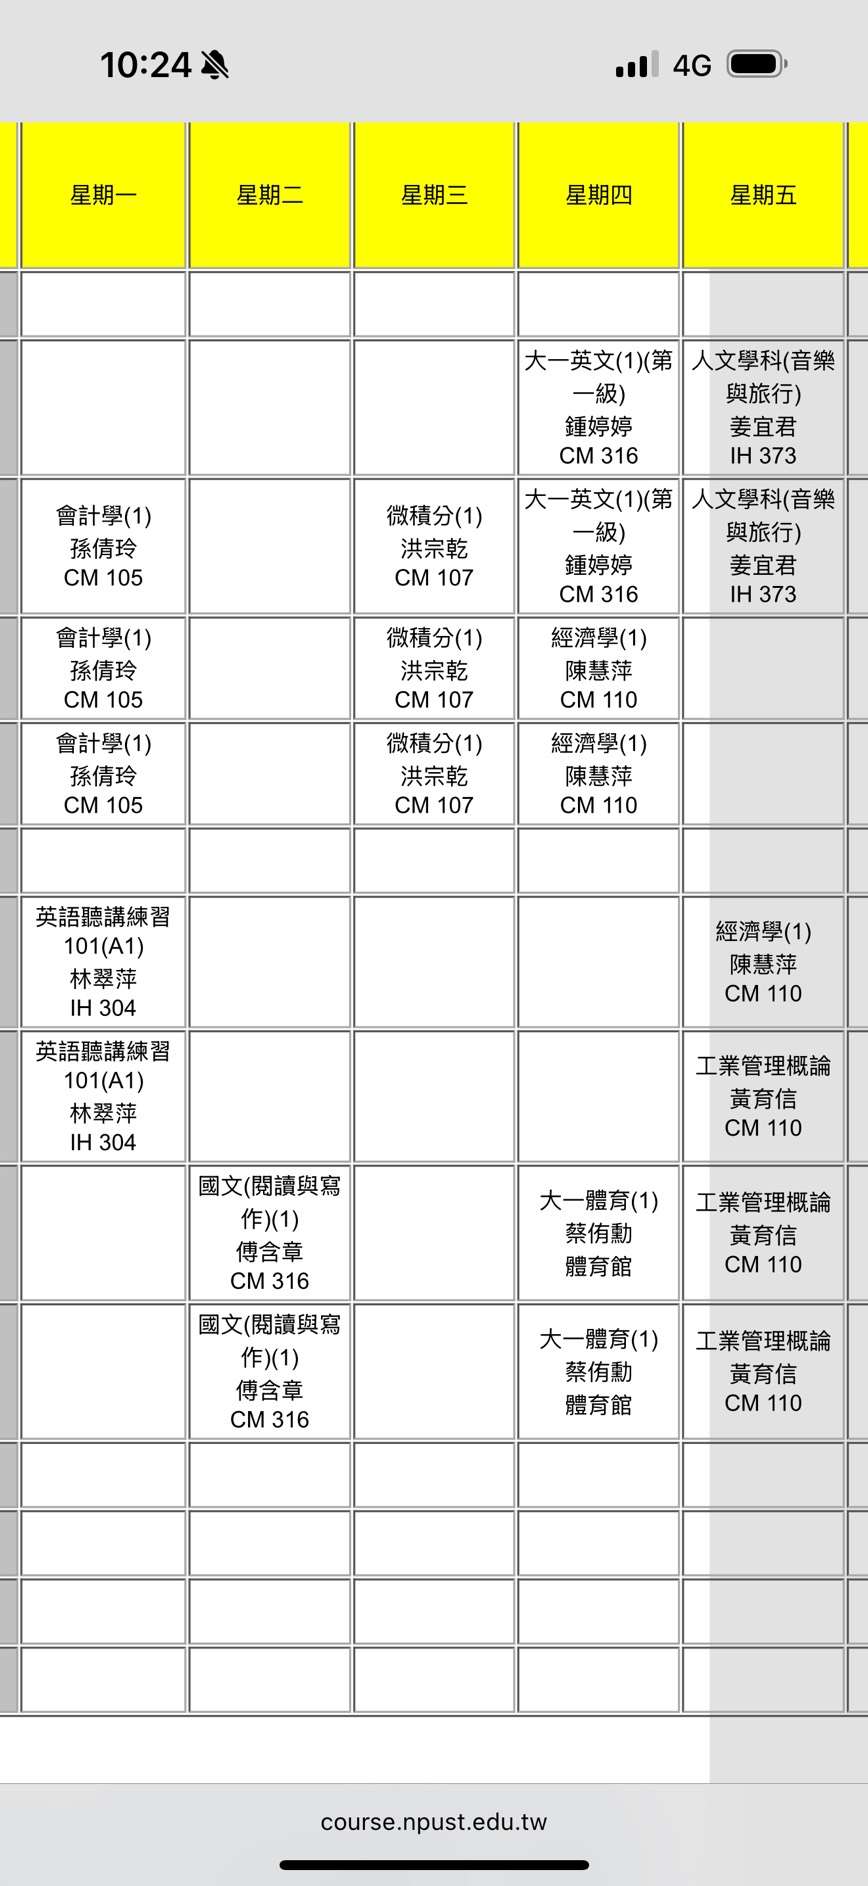 10:24
4G
星期一
星期二
星期三
星期四
星期五
大一英文(1)(第
一級)
鍾婷婷
CM 316
人文學科(音樂
與旅行)
姜宜君
IH 373
會計學(1)
孫倩玲
CM 105
微積分(1)
洪宗乾
CM 107
大一英文(1)(第
一級)
鍾婷婷
CM 316
人文學科(音樂
與旅行)
姜宜君
IH 373
會計學(1)
孫倩玲
CM 105
微積分(1)
洪宗乾
CM 107
經濟學(1)
陳慧萍
CM 110
會計學(1)
孫倩玲
CM 105
微積分(1)
洪宗乾
CM 107
經濟學(1)
陳慧萍
CM 110
英語聽講練習
101(A1)
林翠萍
IH 304
經濟學(1)
陳慧萍
CM 110
英語聽講練習
101(A1)
林翠萍
IH 304
工業管理概論
黃育信
CM 110
國文(閱讀與寫
作)(1)
傅含章
CM 316
大一體育(1)
蔡侑勳
體育館
工業管理概論
黃育信
CM 110
國文(閱讀與寫
作)(1)
傅含章
CM 316
大一體育(1)
蔡侑勳
體育館
工業管理概論
黃育信
CM 110
course.npust.edu.tw